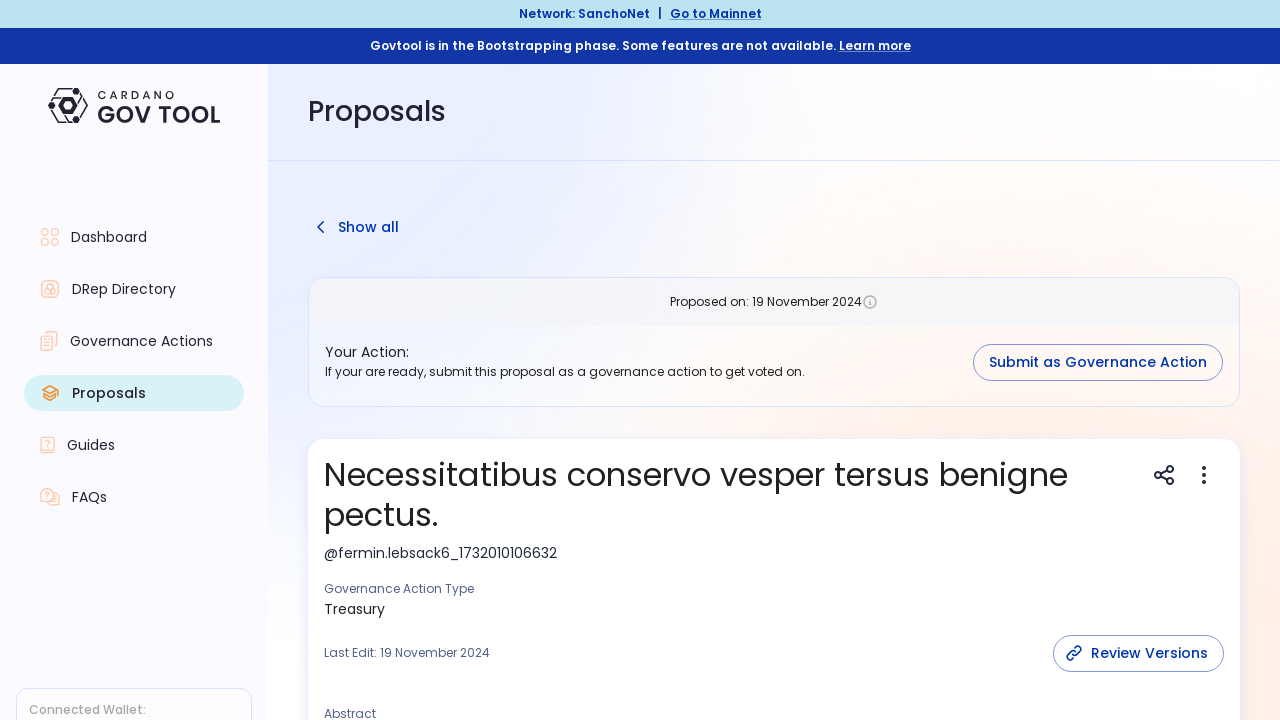 Network: SanchoNet | Go to Mainnet
Govtool is in the Bootstrapping phase. Some features are not available. Learn more
CARDANO
GOV TOOL
Proposals
Dashboard
DRep Directory
Governance Actions
Proposals
Guides
FAQs
Connected Wallet:
Show all
Proposed on: 19 November 2024
Your Action:
If your are ready, submit this proposal as a governance action to get voted on.
Submit as Governance Action
Necessitatibus conservo vesper tersus benigne
pectus.
@fermin.lebsack6_1732010106632
Governance Action Type
Treasury
Last Edit: 19 November 2024
Review Versions
Abstract